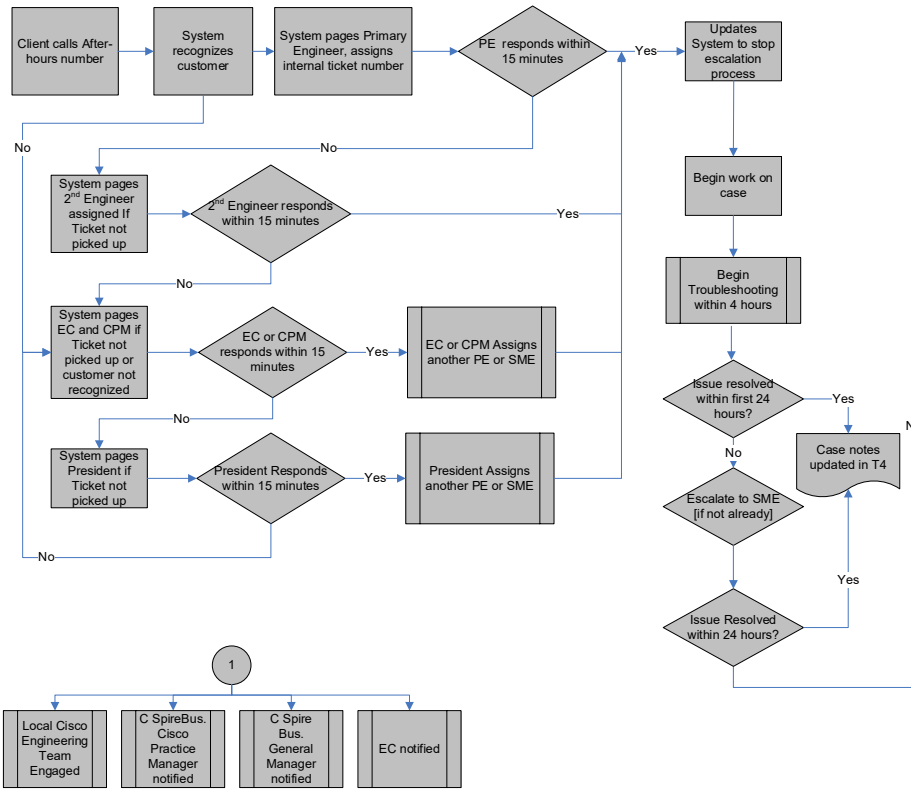 Client calls After-
hours number
System
recognizes
customer
System pages Primary
Engineer, assigns
internal ticket number
PE responds within
15 minutes
Yes
Updates
System to stop
escalation
process
No
No
System pages
2nd Engineer
assigned If
Ticket not
picked up
2nd Engineer responds
within 15 minutes
Yes
Begin work on
case
No
Begin
Troubleshooting
within 4 hours
System pages
EC and CPM if
Ticket not
picked up or
customer not
recognized
EC or CPM
responds within 15
minutes
Yes
EC or CPM Assigns
another PE or SME
Issue resolved
within first 24
hours?
Yes
No
No
Case notes
updated in T4
System pages
President if
Ticket not
picked up
President Responds
within 15 minutes
Yes
President Assigns
another PE or SME
Escalate to SME
[if not already]
No
Yes
Issue Resolved
within 24 hours?
1
Local Cisco
Engineering
Team
Engaged
C SpireBus.
Cisco
Practice
Manager
notified
C Spire
Bus.
General
Manager
notified
EC notified